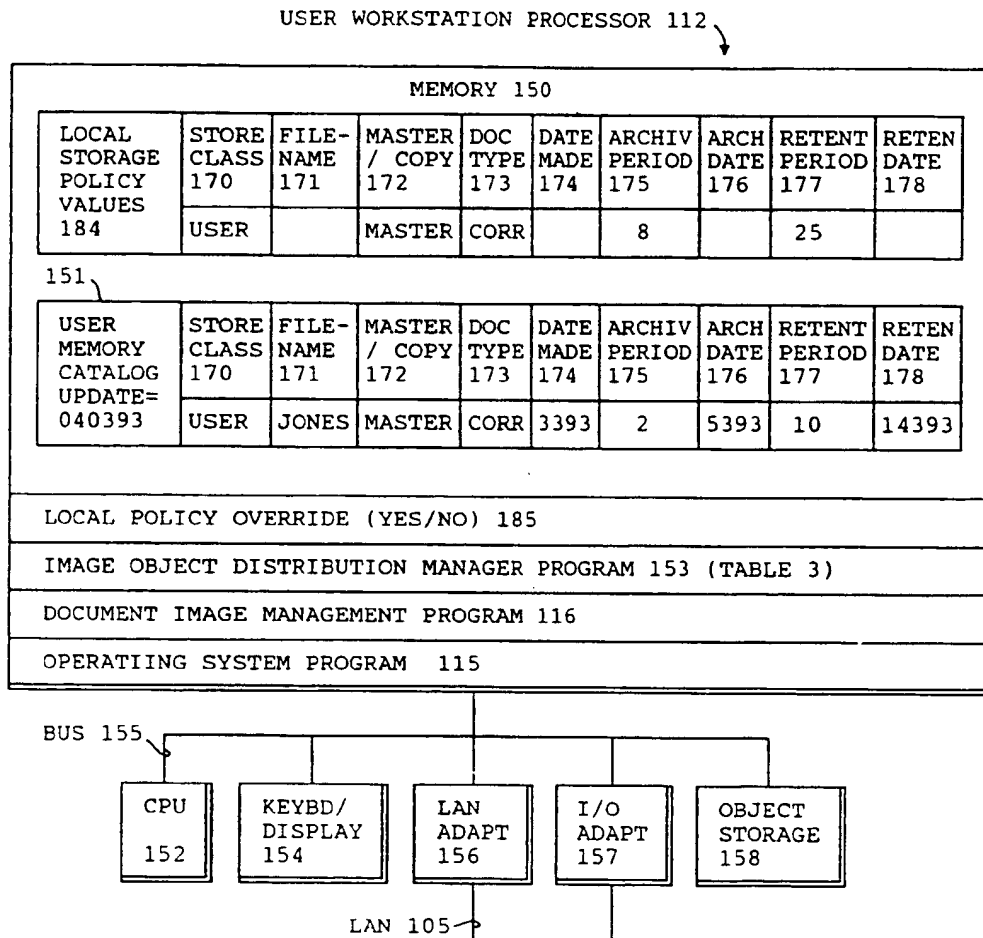 USER WORKSTATION PROCESSOR 112
MEMORY 150
LOCAL STORAGE POLICY VALUES 184
STORE CLASS 170
FILE-NAME 171
MASTER / COPY 172
DOC TYPE 173
DATE MADE 174
ARCHIV PERIOD 175
ARCH DATE 176
RETENT PERIOD 177
RETEN DATE 178
USER MASTER CORR 8 25
151
USER MEMORY CATALOG UPDATE= 040393
STORE CLASS 170
FILE-NAME 171
MASTER / COPY 172
DOC TYPE 173
DATE MADE 174
ARCHIV PERIOD 175
ARCH DATE 176
RETENT PERIOD 177
RETEN DATE 178
USER JONES MASTER CORR 3393 2 5393 10 14393
LOCAL POLICY OVERRIDE (YES/NO) 185
IMAGE OBJECT DISTRIBUTION MANAGER PROGRAM 153 (TABLE 3)
DOCUMENT IMAGE MANAGEMENT PROGRAM 116
OPERATIING SYSTEM PROGRAM 115
BUS 155
CPU 152
KEYBD/ DISPLAY 154
LAN ADAPT 156
I/O ADAPT 157
OBJECT STORAGE 158
LAN 105